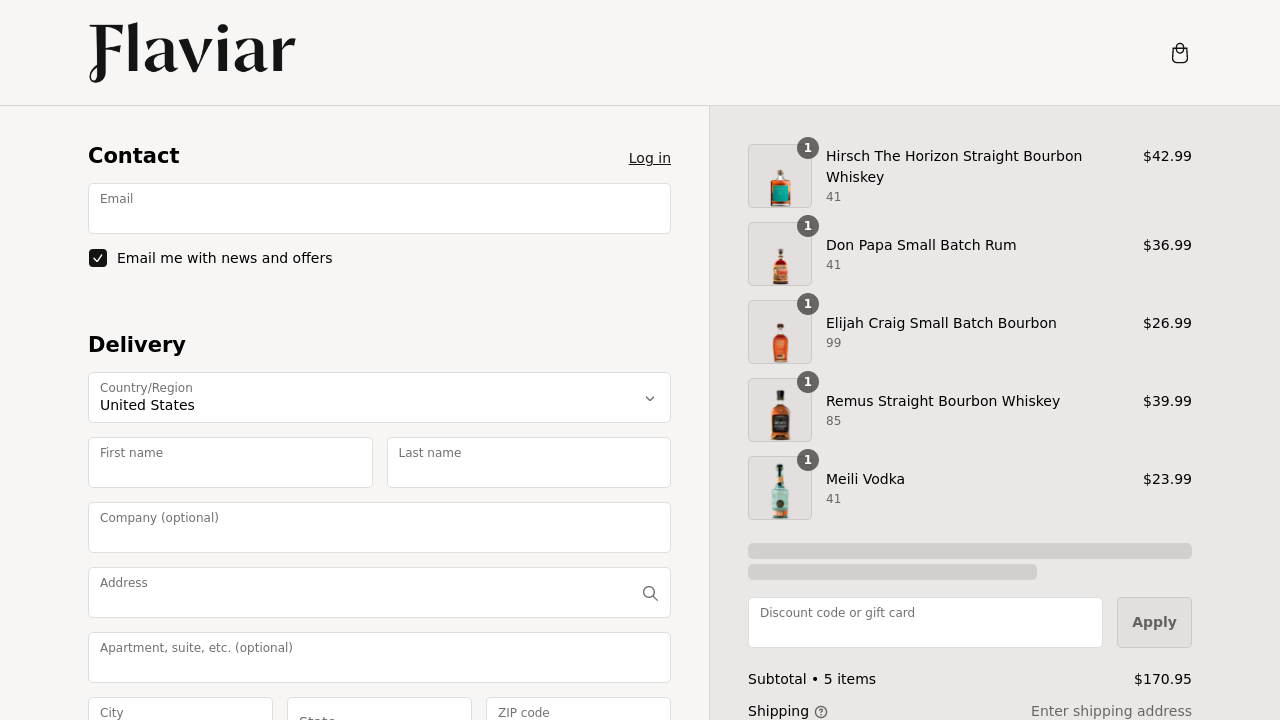 Flaviar
Contact
Log in
Email
Email me with news and offers
Delivery
Country/Region
United States
First name
Last name
Company (optional)
Address
Apartment, suite, etc. (optional)
City
State
ZIP code
1
Hirsch The Horizon Straight Bourbon
Whiskey
41
$42.99
1
Don Papa Small Batch Rum
41
$36.99
1
Elijah Craig Small Batch Bourbon
99
$26.99
1
Remus Straight Bourbon Whiskey
85
$39.99
1
Meili Vodka
41
$23.99
Discount code or gift card
Apply
Subtotal • 5 items
$170.95
Shipping
Enter shipping address